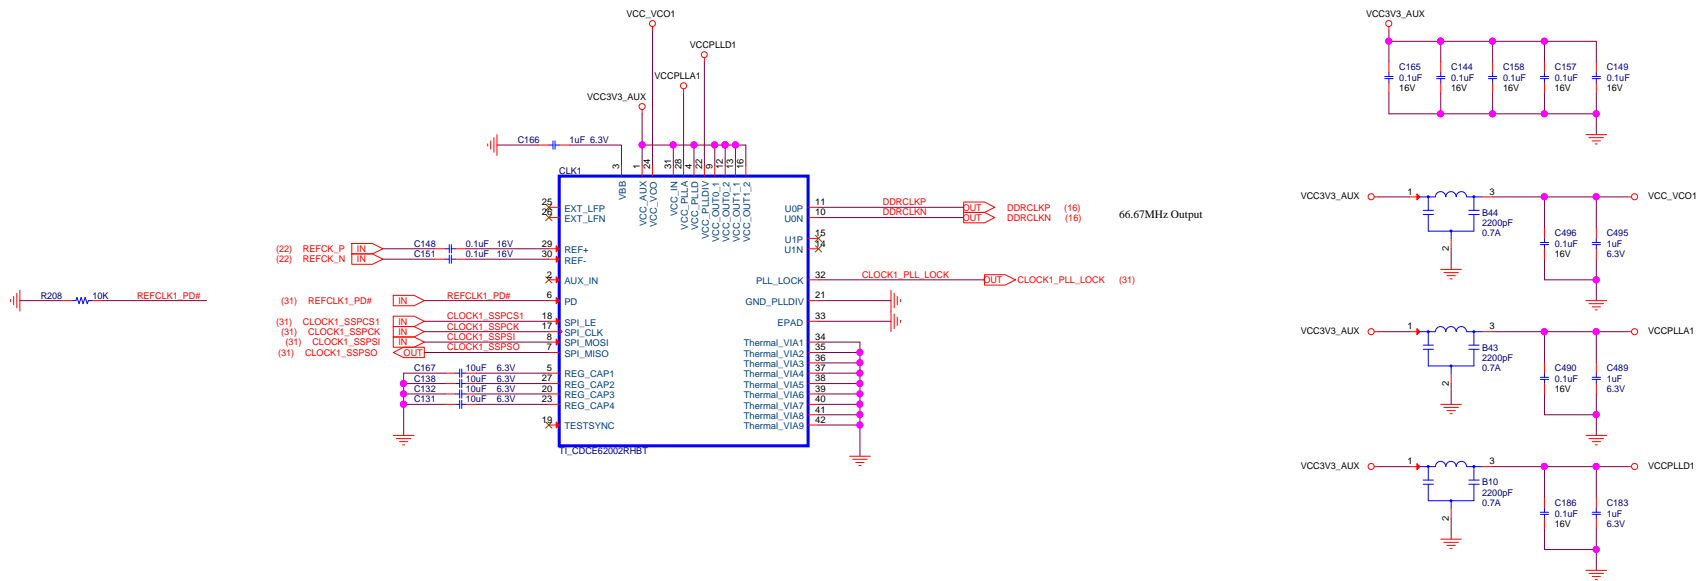 VCC_VCO1
VCCPLLD1
VCCPLLA1
VCC3V3_AUX
C166 1uF 6.3V
3 1 24 31 28 4 22 9 12 13 16
CLK1
VBB VCC_AUX VCC_VCO VCC_IN VCC_PLLA VCC_PLLD VCC_PLLDIV VCC_OUT0_1 VCC_OUT0_2 VCC_OUT1_1 VCC_OUT1_2
25 EXT_LFP
26 EXT_LFN
(22) REFCK_P IN C148 0.1uF 16V 29 REF+
(22) REFCK_N IN C151 0.1uF 16V 30 REF-
2 AUX_IN
R208 10K REFCLK1_PD#
(31) REFCLK1_PD# IN REFCLK1_PD# 6 PD
(31) CLOCK1_SSPCS1 IN CLOCK1_SSPCS1 18 SPI_LE
(31) CLOCK1_SSPCK IN CLOCK1_SSPCK 17 SPI_CLK
(31) CLOCK1_SSPSI IN CLOCK1_SSPSI 8 SPI_MOSI
(31) CLOCK1_SSPSO OUT CLOCK1_SSPSO 7 SPI_MISO
C167 10uF 6.3V 5 REG_CAP1
C138 10uF 6.3V 27 REG_CAP2
C132 10uF 6.3V 20 REG_CAP3
C131 10uF 6.3V 23 REG_CAP4
19 TESTSYNC
TI_CDCE62002RHBT
U0P 11 DDRCLKP OUT DDRCLKP (16)
U0N 10 DDRCLKN OUT DDRCLKN (16)
66.67MHz Output
U1P 15
U1N 14
PLL_LOCK 32 CLOCK1_PLL_LOCK OUT CLOCK1_PLL_LOCK (31)
GND_PLLDIV 21
EPAD 33
Thermal_VIA1 34
Thermal_VIA2 35
Thermal_VIA3 36
Thermal_VIA4 37
Thermal_VIA5 38
Thermal_VIA6 39
Thermal_VIA7 40
Thermal_VIA8 41
Thermal_VIA9 42
VCC3V3_AUX
C165 C144 C158 C157 C149
0.1uF 0.1uF 0.1uF 0.1uF 0.1uF
16V 16V 16V 16V 16V
VCC3V3_AUX 1 3 VCC_VCO1
B44
2200pF
0.7A
2
C496 C495
0.1uF 1uF
16V 6.3V
VCC3V3_AUX 1 3 VCCPLLA1
B43
2200pF
0.7A
2
C490 C489
0.1uF 1uF
16V 6.3V
VCC3V3_AUX 1 3 VCCPLLD1
B10
2200pF
0.7A
2
C186 C183
0.1uF 1uF
16V 6.3V